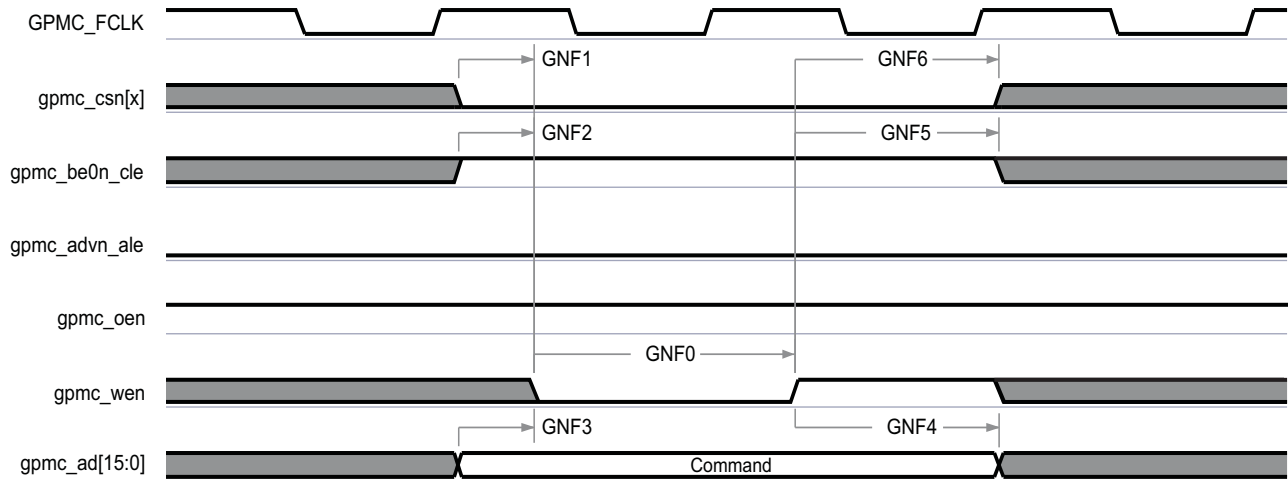 GPMC_FCLK
GNF1
GNF6
gpmc_csn[x]
GNF2
GNF5
gpmc_be0n_cle
gpmc_advn_ale
gpmc_oen
GNF0
gpmc_wen
GNF3
GNF4
gpmc_ad[15:0]
Command